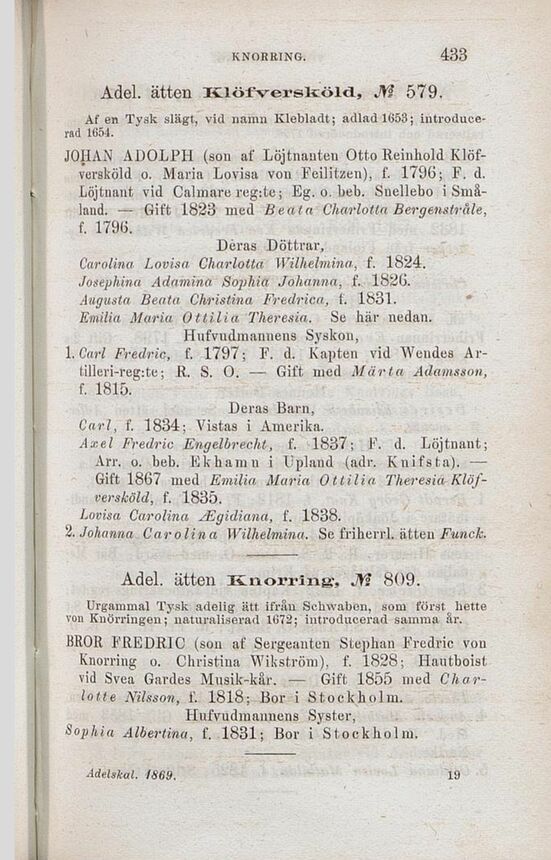 KNORRING. 433
Adel. ätten Klöfversköld, № 579.
Af en Tysk slägt, vid namn Klebladt; adlad 1653; introduce-
rad 1654.
JOHAN ADOLPH (son af Löjtnanten Otto Reinhold Klöf-
versköld o. Maria Lovisa von Feilitzen), f. 1796; F. d.
Löjtnant vid Calmare reg:te; Eg. o. beb. Snellebo i Små-
land. — Gift 1823 med Beata Charlotta Bergenstråle,
f. 1796.
Deras Döttrar,
Carolina Lovisa Charlotta Wilhelmina, f. 1824.
Josephina Adamina Sophia Johanna, f. 1826.
Augusta Beata Christina Fredrica, f. 1831.
Emilia Maria Ottilia Theresia. Se här nedan.
Hufvudmannens Syskon,
1. Carl Fredric, f. 1797; F. d. Kapten vid Wendes Ar-
tilleri-reg:te; R. S. O. — Gift med Märta Adamsson,
f. 1815.
Deras Barn,
Carl, f. 1834; Vistas i Amerika.
Axel Fredric Engelbrecht, f. 1837; F. d. Löjtnant;
Arr. o. beb. Ekhamn i Upland (adr. Knifsta). —
Gift 1867 med Emilia Maria Ottilia Theresia Klöf-
versköld, f. 1835.
Lovisa Carolina Ægidiana, f. 1838.
2. Johanna Carolina Wilhelmina. Se friherrl. ätten Funck.
Adel. ätten Knorring, № 809.
Urgammal Tysk adelig ätt ifrån Schwaben, som först hette
von Knörringen; naturaliserad 1672; introducerad samma år.
BROR FREDRIC (son af Sergeanten Stephan Fredric von
Knorring o. Christina Wikström), f. 1828; Hautboist
vid Svea Gardes Musik-kår. — Gift 1855 med Char-
lotte Nilsson, f. 1818; Bor i Stockholm.
Hufvudmannens Syster,
Sophia Albertina, f. 1831; Bor i Stockholm.
Adelskal. 1869. 19